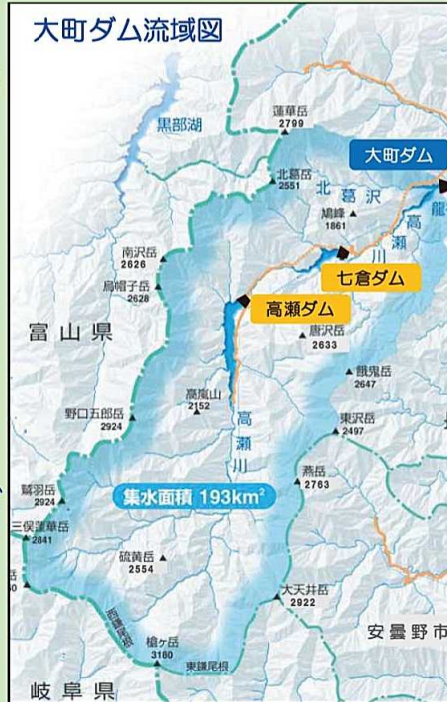 大町ダム流域図
蓮華岳
2799
黒部湖
大町ダム
北葛岳
2551
北葛沢
鳩峰
1861
龍
高瀬川
南沢岳
2626
七倉ダム
烏帽子岳
2628
高瀬ダム
富山県
唐沢岳
2633
餓鬼岳
2647
高嵐山
2152
野口五郎岳
2924
高瀬川
東沢岳
2497
燕岳
2763
鷲羽岳
2924
集水面積 193km²
三俣蓮華岳
2841
硫黄岳
2554
岳
大天井岳
2922
西鎌尾根
安曇野市
槍ヶ岳
3180
東鎌尾根
岐阜県